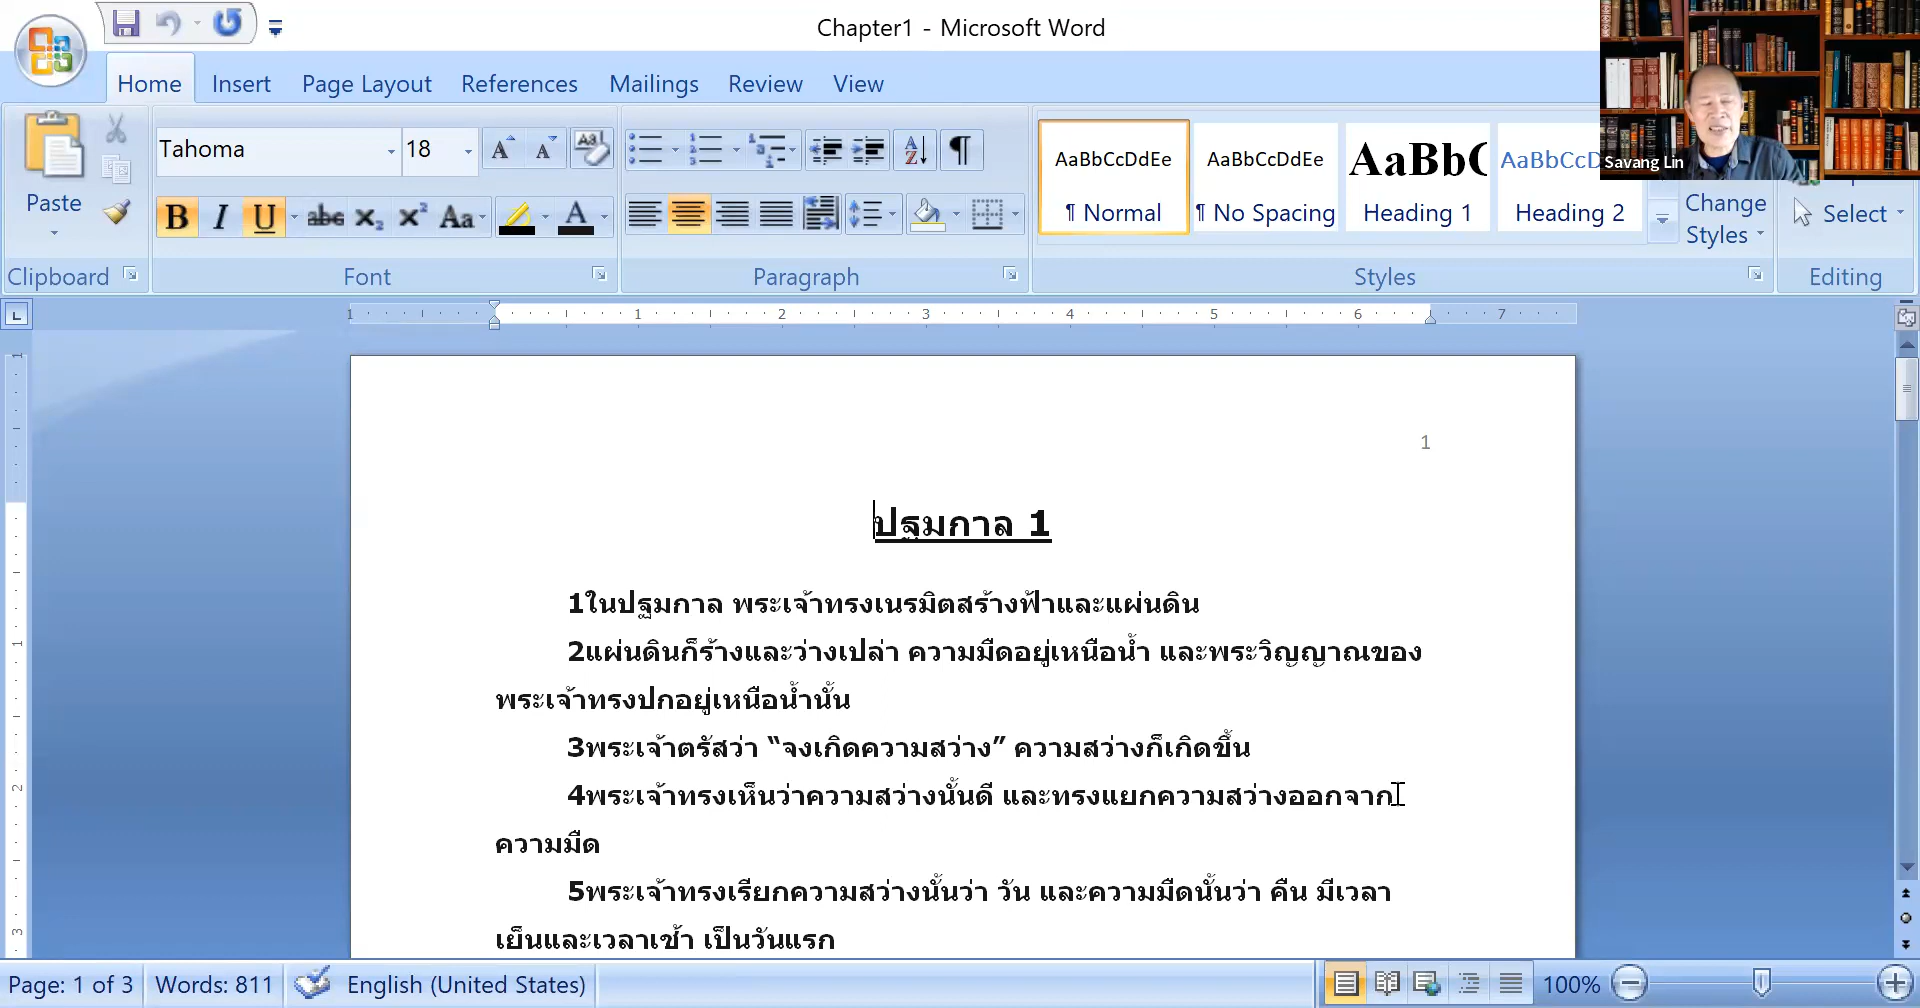 Chapter1 - Microsoft Word
Home Insert Page Layout References Mailings Review View
Savang Lin
Tahoma 18
Paste
B I U abc x₂ x² Aa A
AaBbCcDdEe AaBbCcDdEe AaBbC AaBbCcD
¶ Normal ¶ No Spacing Heading 1 Heading 2
Change Styles
Select
Clipboard Font Paragraph Styles Editing
1 1 2 3 4 5 6 7
1
ปฐมกาล 1
1ในปฐมกาล พระเจ้าทรงเนรมิตสร้างฟ้าและแผ่นดิน
2แผ่นดินก็ร้างและว่างเปล่า ความมืดอยู่เหนือน้ำ และพระวิญญาณของ
พระเจ้าทรงปกอยู่เหนือน้ำนั้น
3พระเจ้าตรัสว่า “จงเกิดความสว่าง” ความสว่างก็เกิดขึ้น
4พระเจ้าทรงเห็นว่าความสว่างนั้นดี และทรงแยกความสว่างออกจาก
ความมืด
5พระเจ้าทรงเรียกความสว่างนั้นว่า วัน และความมืดนั้นว่า คืน มีเวลา
เย็นและเวลาเช้า เป็นวันแรก
Page: 1 of 3 Words: 811 English (United States) 100%